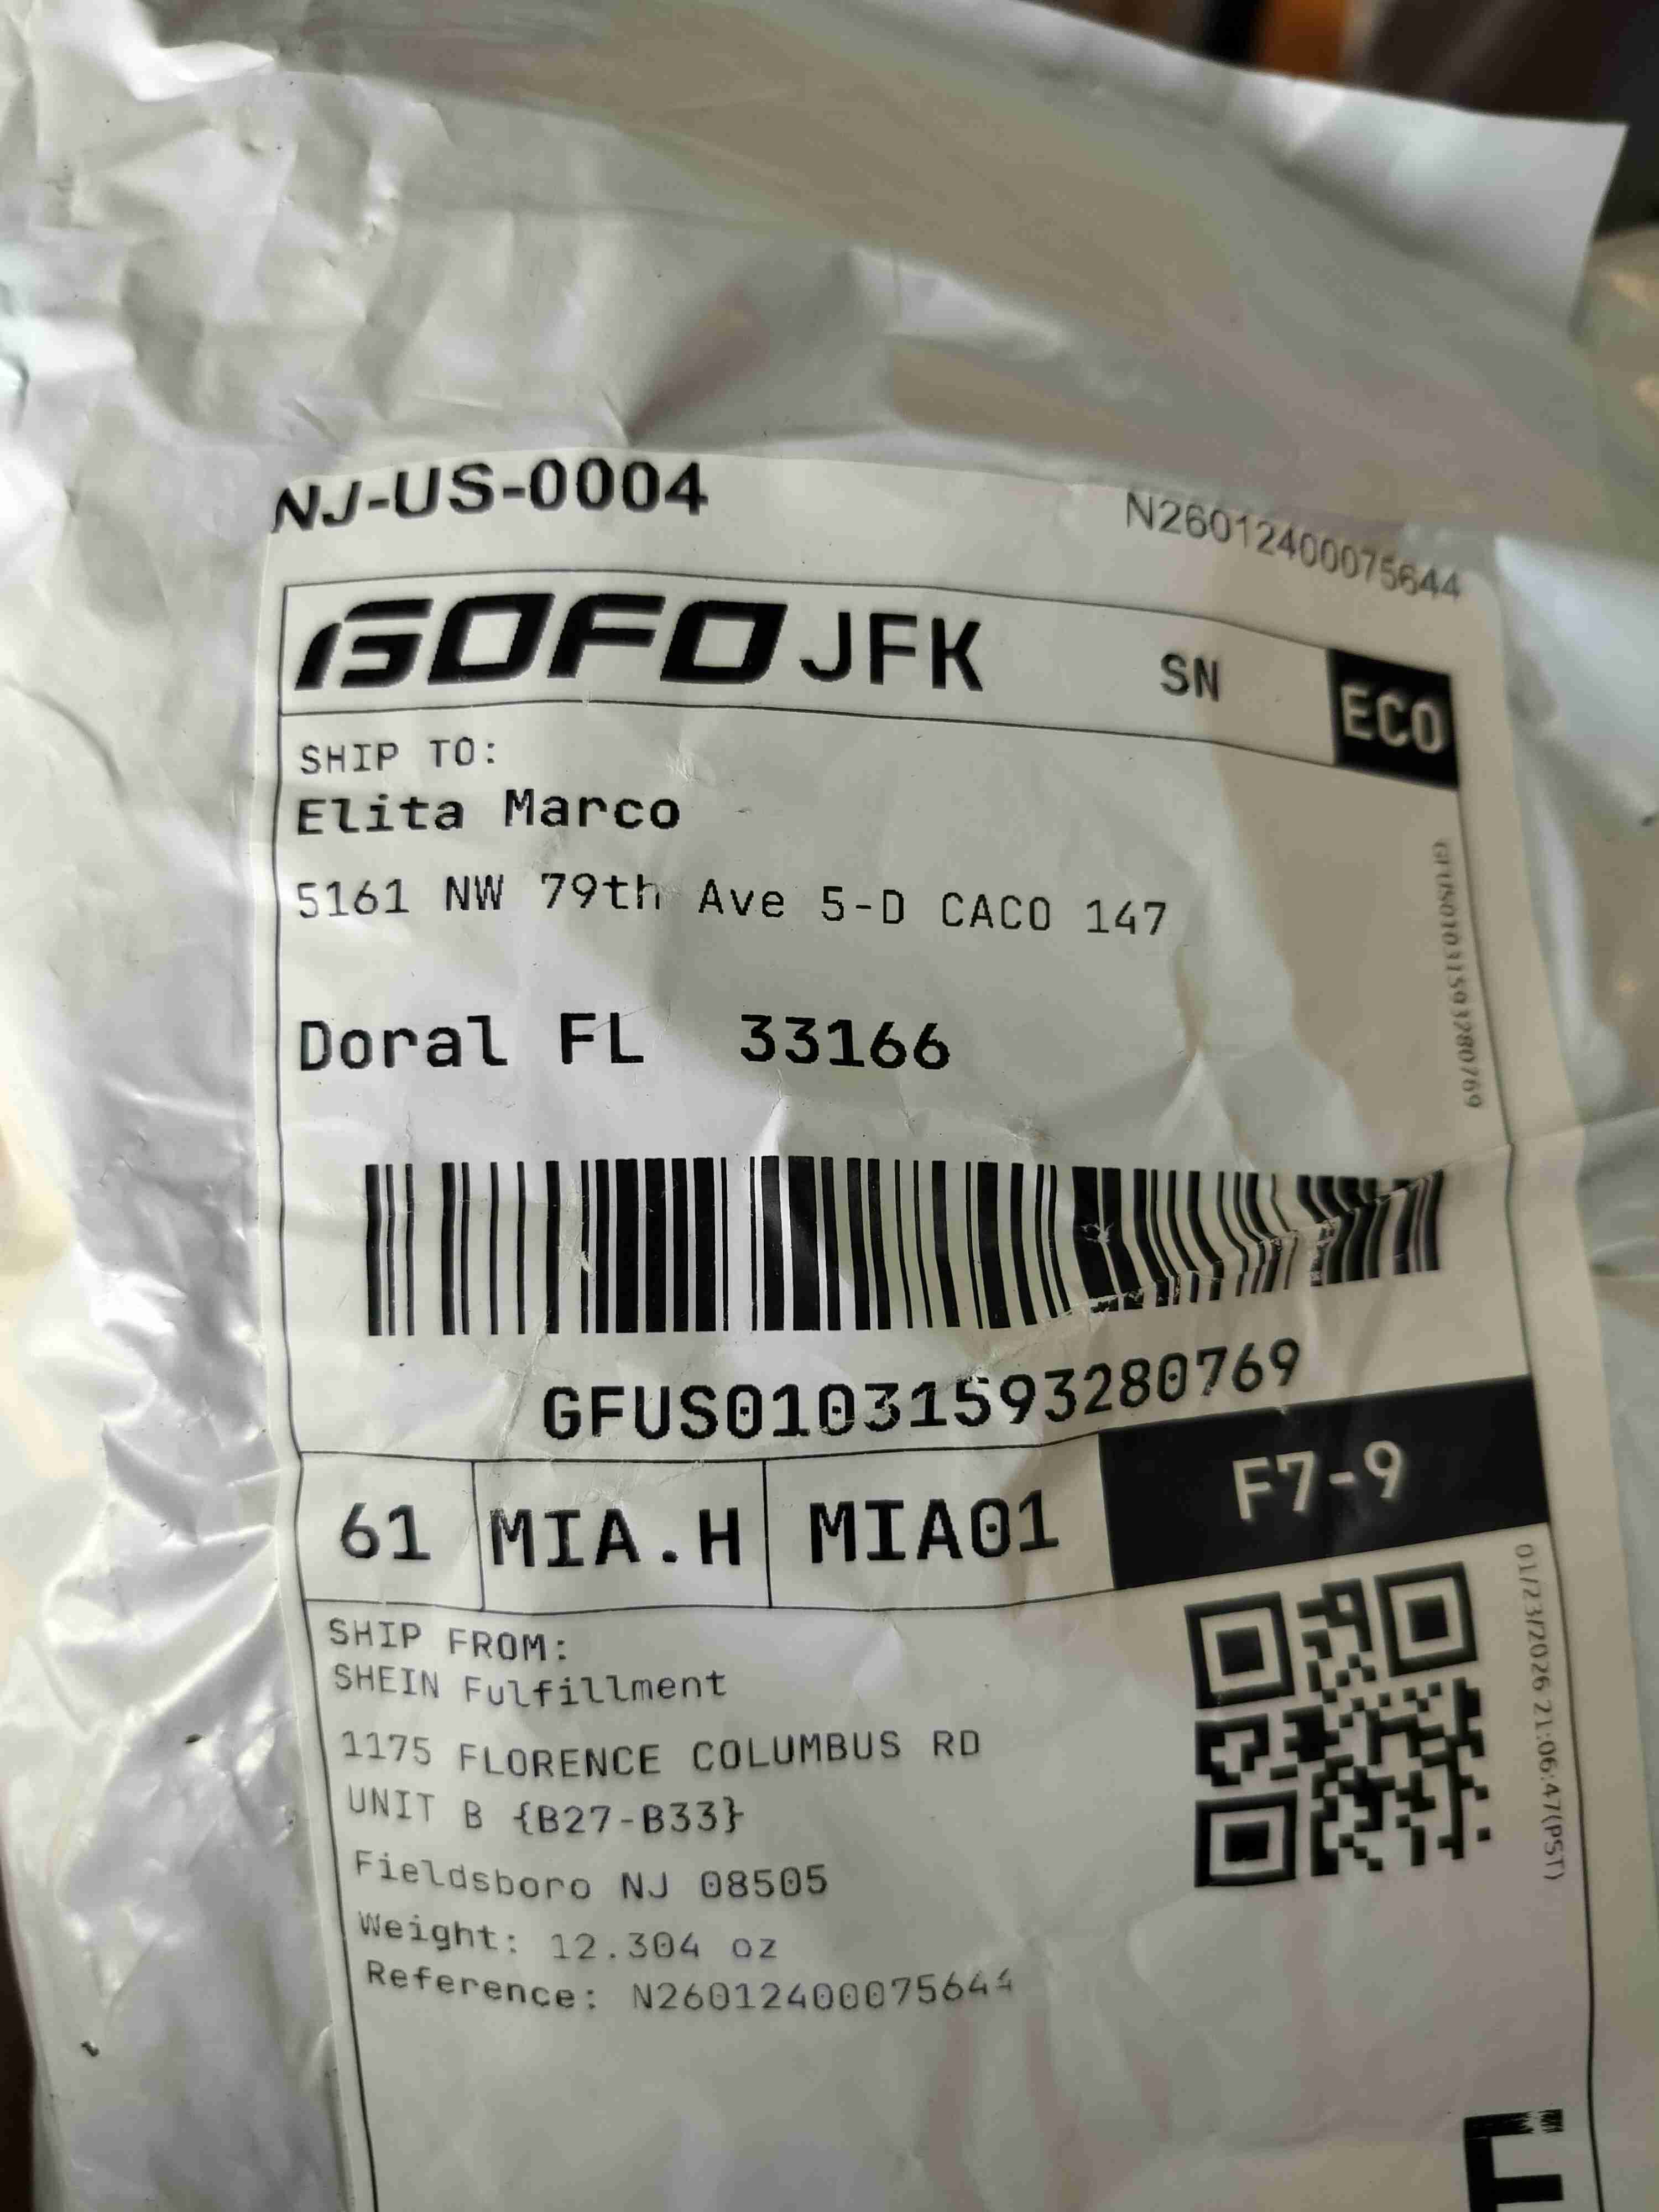 NJ-US-0004
N26012400075644
GOFO JFK SN ECO
SHIP TO:
Elita Marco
5161 NW 79th Ave 5-D CACO 147
Doral FL 33166
GFUS01031593280769
GFUS01031593280769
61 MIA.H MIA01 F7-9
SHIP FROM:
SHEIN Fulfillment
1175 FLORENCE COLUMBUS RD
UNIT B {B27-B33}
Fieldsboro NJ 08505
Weight: 12.304 oz
Reference: N26012400075644
01/23/2026 21:06:47(PST)